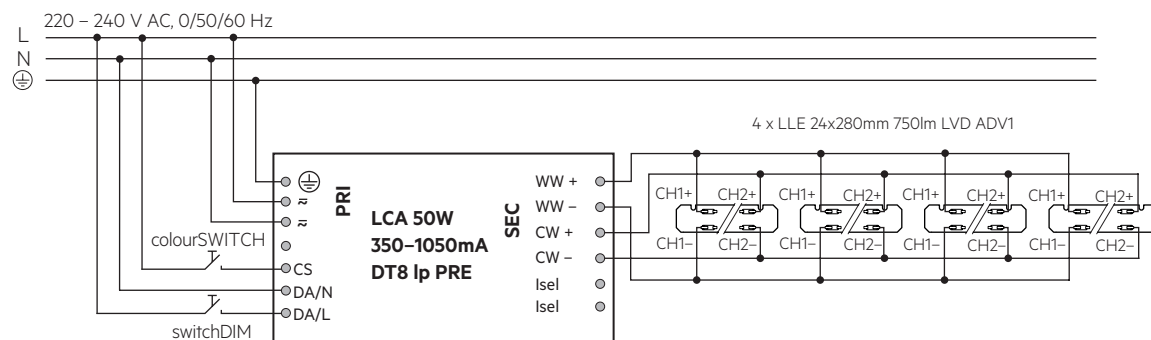 220 – 240 V AC, 0/50/60 Hz
L
N
4 x LLE 24x280mm 750lm LVD ADV1
PRI
LCA 50W
350–1050mA
DT8 lp PRE
SEC
WW +
WW –
CW +
CW –
Isel
Isel
≂
≂
colourSWITCH
CS
DA/N
DA/L
switchDIM
CH1+
CH2+
CH1–
CH2–
CH1+
CH2+
CH1–
CH2–
CH1+
CH2+
CH1–
CH2–
CH1+
CH2+
CH1–
CH2–